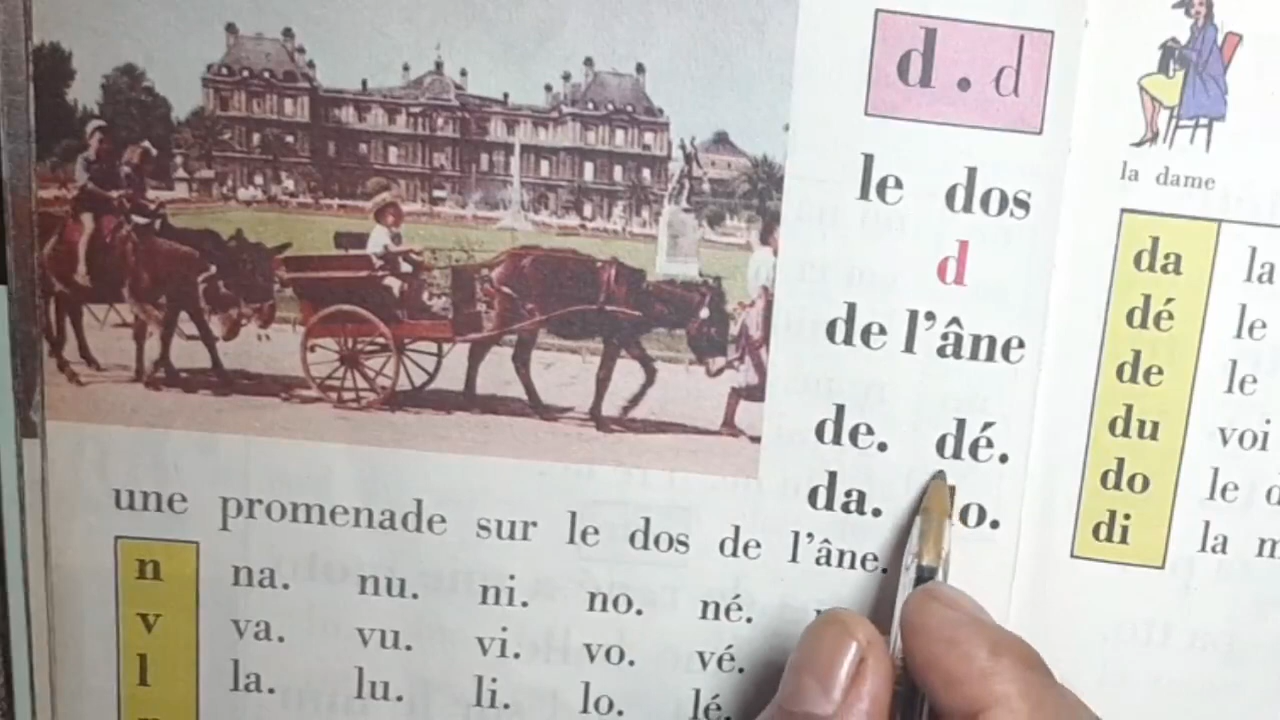 d . d
le dos
d
de l'âne
de. dé.
da.
une promenade sur le dos de l'âne.
n na. nu. ni. no. né.
v va. vu. vi. vo. vé.
l la. lu. li. lo. lé.
la dame
da la
dé le
de le
du voi
do le
di la